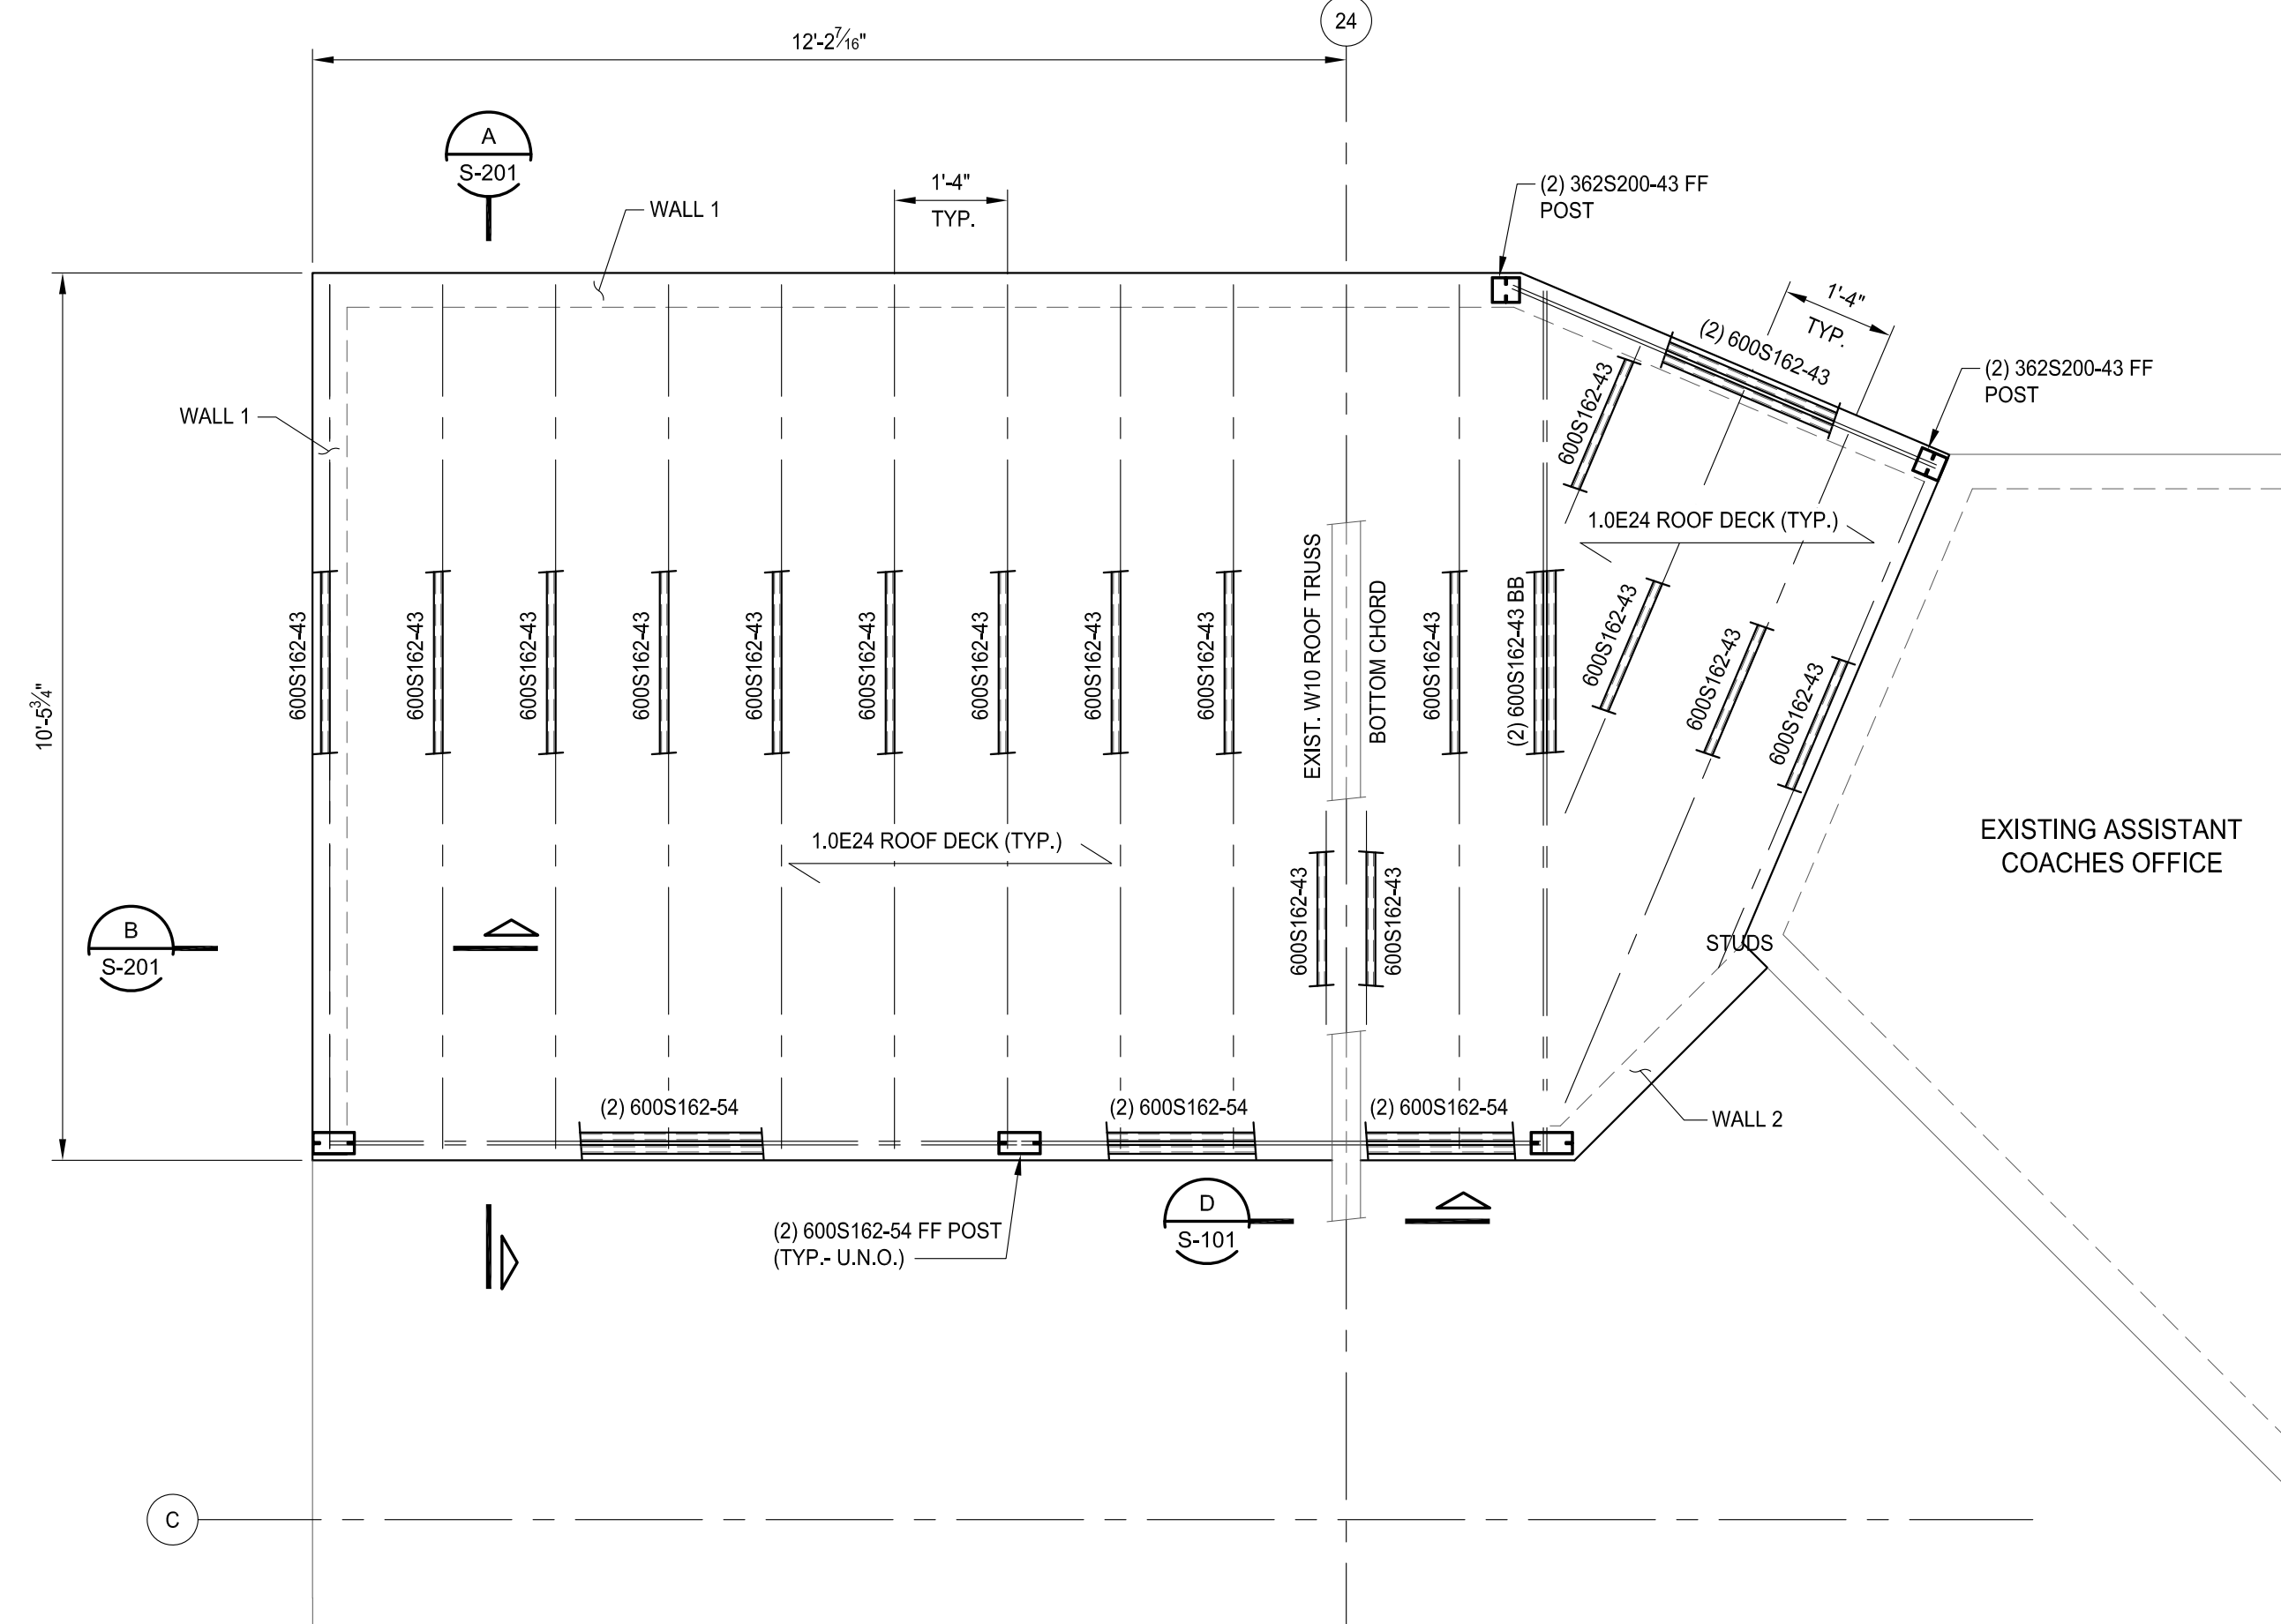 24
12'-2 7/16"
A
S-201
1'-4"
TYP.
WALL 1
(2) 362S200-43 FF
POST
1'-4"
TYP.
(2) 600S162-43
(2) 362S200-43 FF
POST
WALL 1
600S162-43
1.0E24 ROOF DECK (TYP.)
10'-5 3/4"
600S162-43
600S162-43
600S162-43
600S162-43
600S162-43
600S162-43
600S162-43
600S162-43
600S162-43
EXIST. W10 ROOF TRUSS
BOTTOM CHORD
600S162-43
(2) 600S162-43 BB
600S162-43
600S162-43
600S162-43
1.0E24 ROOF DECK (TYP.)
EXISTING ASSISTANT
COACHES OFFICE
600S162-43
600S162-43
B
S-201
STUDS
(2) 600S162-54
(2) 600S162-54
(2) 600S162-54
WALL 2
(2) 600S162-54 FF POST
(TYP.- U.N.O.)
D
S-101
C